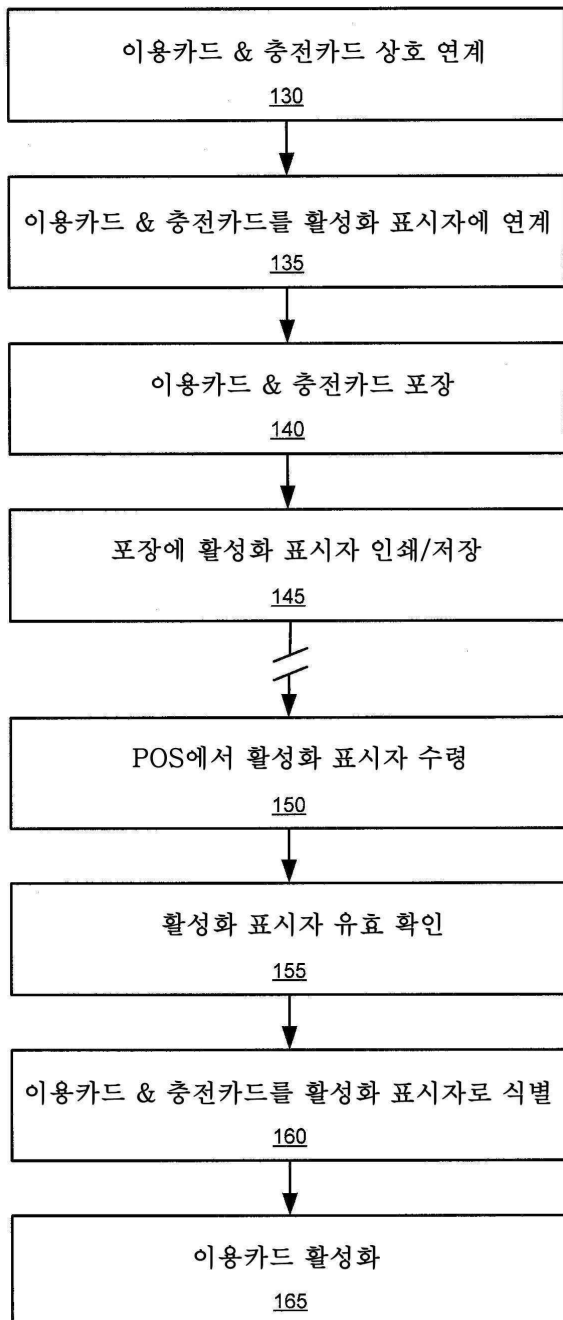 이용카드 & 충전카드 상호 연계
130
이용카드 & 충전카드를 활성화 표시자에 연계
135
이용카드 & 충전카드 포장
140
포장에 활성화 표시자 인쇄/저장
145
POS에서 활성화 표시자 수령
150
활성화 표시자 유효 확인
155
이용카드 & 충전카드를 활성화 표시자로 식별
160
이용카드 활성화
165